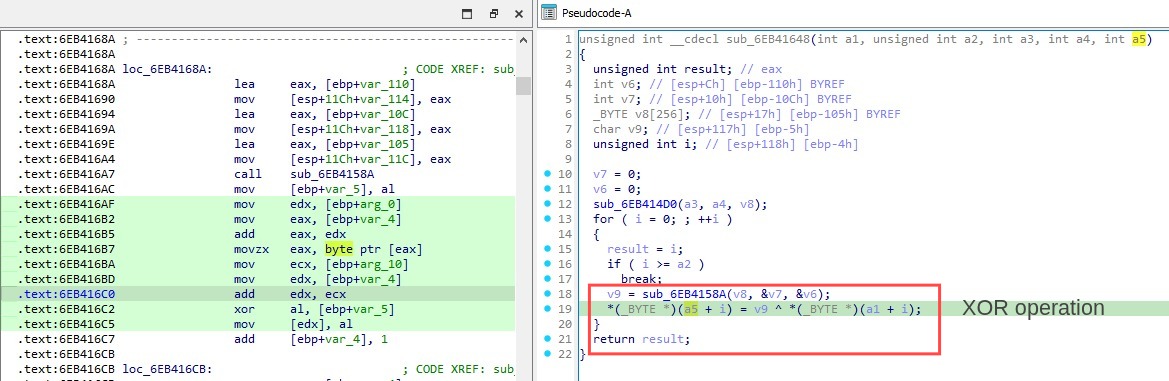 .text:6EB4168A ; ---------------------------------------------------------
.text:6EB4168A
.text:6EB4168A loc_6EB4168A: ; CODE XREF: sub_
.text:6EB4168A lea eax, [ebp+var_110]
.text:6EB41690 mov [esp+11Ch+var_114], eax
.text:6EB41694 lea eax, [ebp+var_10C]
.text:6EB4169A mov [esp+11Ch+var_118], eax
.text:6EB4169E lea eax, [ebp+var_105]
.text:6EB416A4 mov [esp+11Ch+var_11C], eax
.text:6EB416A7 call sub_6EB4158A
.text:6EB416AC mov [ebp+var_5], al
.text:6EB416AF mov edx, [ebp+arg_0]
.text:6EB416B2 mov eax, [ebp+var_4]
.text:6EB416B5 add eax, edx
.text:6EB416B7 movzx eax, byte ptr [eax]
.text:6EB416BA mov ecx, [ebp+arg_10]
.text:6EB416BD mov edx, [ebp+var_4]
.text:6EB416C0 add edx, ecx
.text:6EB416C2 xor al, [ebp+var_5]
.text:6EB416C5 mov [edx], al
.text:6EB416C7 add [ebp+var_4], 1
.text:6EB416CB
.text:6EB416CB loc_6EB416CB: ; CODE XREF: sub_
Pseudocode-A
1 unsigned int __cdecl sub_6EB41648(int a1, unsigned int a2, int a3, int a4, int a5)
2 {
3 unsigned int result; // eax
4 int v6; // [esp+Ch] [ebp-110h] BYREF
5 int v7; // [esp+10h] [ebp-10Ch] BYREF
6 _BYTE v8[256]; // [esp+17h] [ebp-105h] BYREF
7 char v9; // [esp+117h] [ebp-5h]
8 unsigned int i; // [esp+118h] [ebp-4h]
9
10 v7 = 0;
11 v6 = 0;
12 sub_6EB414D0(a3, a4, v8);
13 for ( i = 0; ; ++i )
14 {
15 result = i;
16 if ( i >= a2 )
17 break;
18 v9 = sub_6EB4158A(v8, &v7, &v6);
19 *(_BYTE *)(a5 + i) = v9 ^ *(_BYTE *)(a1 + i);
20 }
21 return result;
22 }
XOR operation